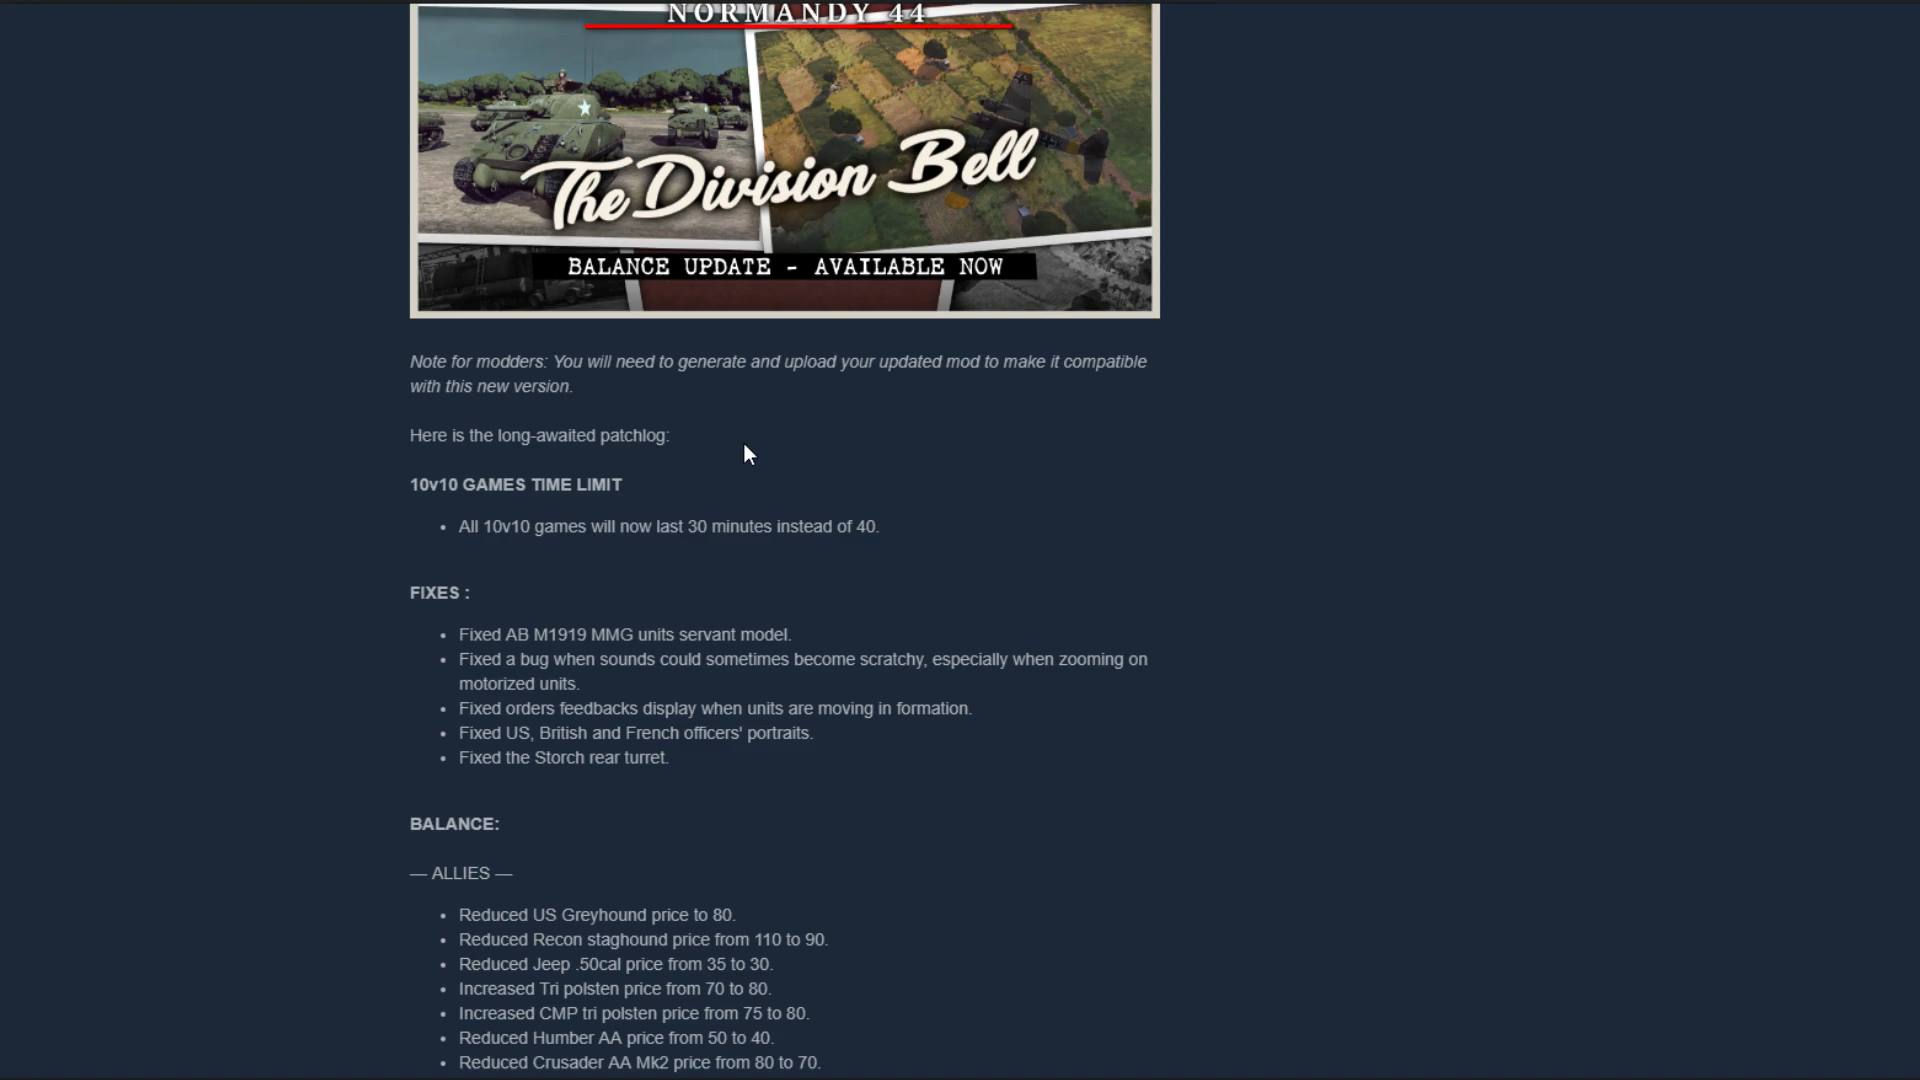 NORMANDY 44
The Division Bell
BALANCE UPDATE - AVAILABLE NOW
Note for modders: You will need to generate and upload your updated mod to make it compatible
with this new version.
Here is the long-awaited patchlog:
10v10 GAMES TIME LIMIT
• All 10v10 games will now last 30 minutes instead of 40.
FIXES :
• Fixed AB M1919 MMG units servant model.
• Fixed a bug when sounds could sometimes become scratchy, especially when zooming on
motorized units.
• Fixed orders feedbacks display when units are moving in formation.
• Fixed US, British and French officers' portraits.
• Fixed the Storch rear turret.
BALANCE:
— ALLIES —
• Reduced US Greyhound price to 80.
• Reduced Recon staghound price from 110 to 90.
• Reduced Jeep .50cal price from 35 to 30.
• Increased Tri polsten price from 70 to 80.
• Increased CMP tri polsten price from 75 to 80.
• Reduced Humber AA price from 50 to 40.
• Reduced Crusader AA Mk2 price from 80 to 70.